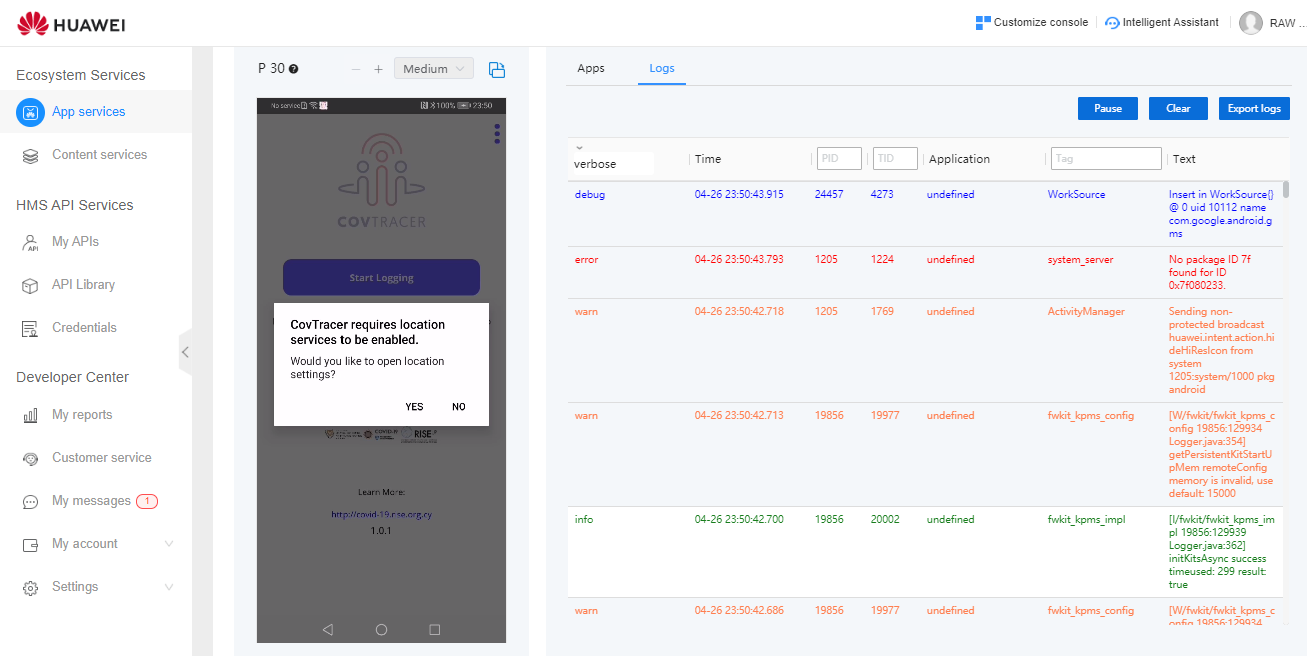 HUAWEI
Customize console
Intelligent Assistant
RAW ...
Ecosystem Services
App services
Content services
HMS API Services
My APIs
API Library
Credentials
Developer Center
My reports
Customer service
My messages 1
My account
Settings
P 30 ?
− + Medium
No service 100% 23:50
COVTRACER
Start Logging
CovTracer requires location
services to be enabled.
Would you like to open location
settings?
YES NO
RISE
Learn More:
http://covid-19.rise.org.cy
1.0.1
Apps Logs
Pause Clear Export logs
verbose Time PID TID Application Tag Text
debug 04-26 23:50:43.915 24457 4273 undefined WorkSource Insert in WorkSource{}
@ 0 uid 10112 name
com.google.android.g
ms
error 04-26 23:50:43.793 1205 1224 undefined system_server No package ID 7f
found for ID
0x7f080233.
warn 04-26 23:50:42.718 1205 1769 undefined ActivityManager Sending non-
protected broadcast
huawei.intent.action.hi
deHiResIcon from
system
1205:system/1000 pkg
android
warn 04-26 23:50:42.713 19856 19977 undefined fwkit_kpms_config [W/fwkit/fwkit_kpms_c
onfig 19856:129934
Logger.java:354]
getPersistentKitStartU
pMem remoteConfig
memory is invalid, use
default: 15000
info 04-26 23:50:42.700 19856 20002 undefined fwkit_kpms_impl [I/fwkit/fwkit_kpms_im
pl 19856:129939
Logger.java:362]
initKitsAsync success
timeused: 299 result:
true
warn 04-26 23:50:42.686 19856 19977 undefined fwkit_kpms_config [W/fwkit/fwkit_kpms_c
onfig 19856:129934